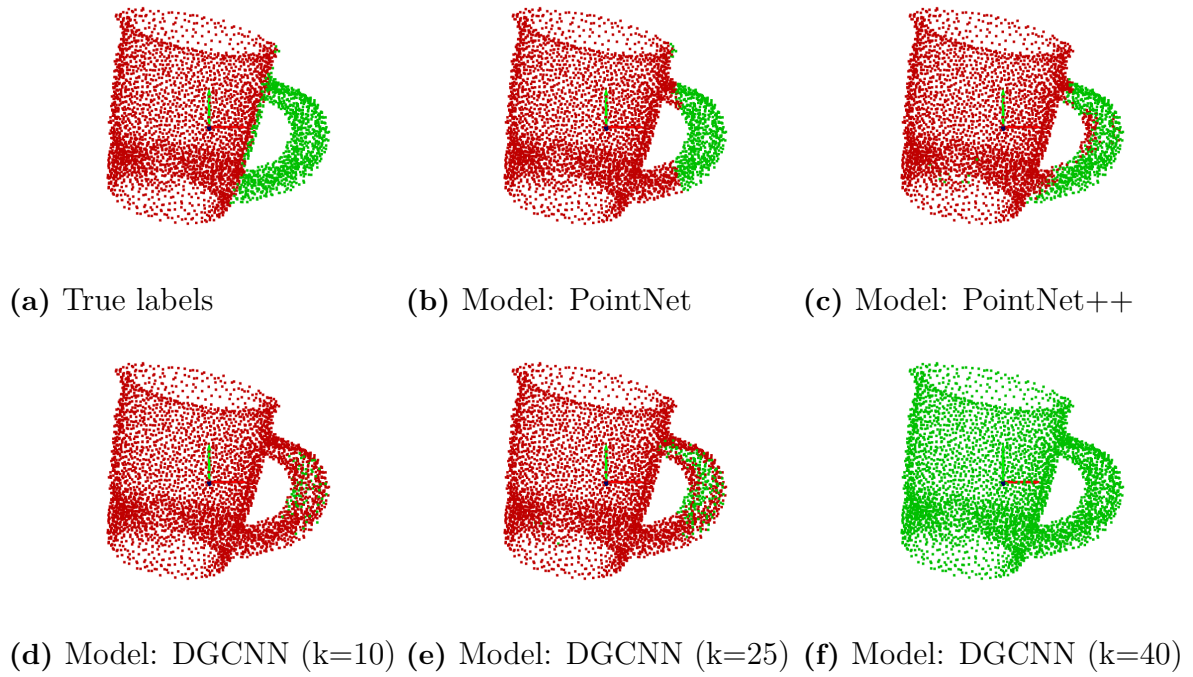 (a) True labels
(b) Model: PointNet
(c) Model: PointNet++
(d) Model: DGCNN (k=10)
(e) Model: DGCNN (k=25)
(f) Model: DGCNN (k=40)